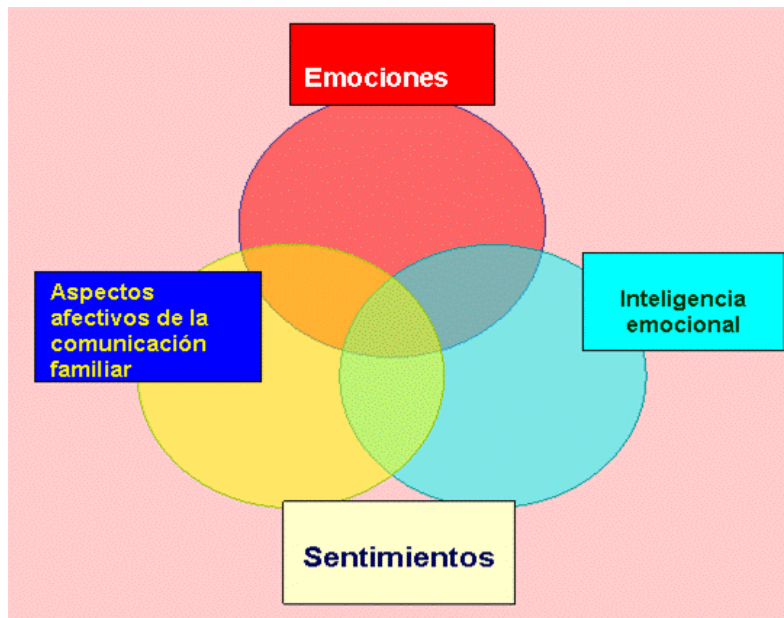 Emociones
Aspectos
afectivos de la
comunicación
familiar
Inteligencia
emocional
Sentimientos